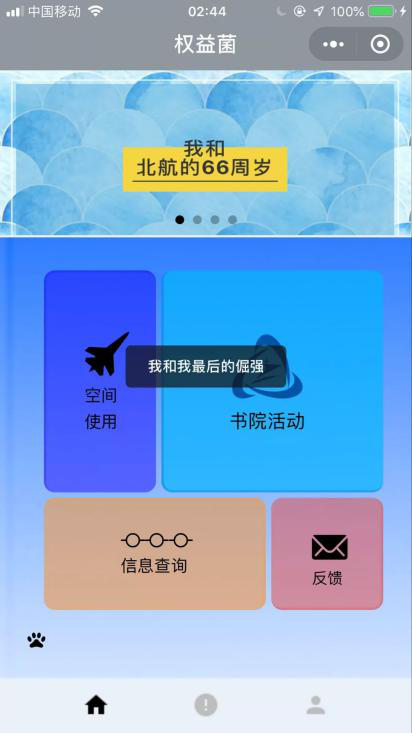 中国移动 02:44 100%
权益菌
我和
北航的66周岁
我和我最后的倔强
空间
使用
书院活动
信息查询
反馈